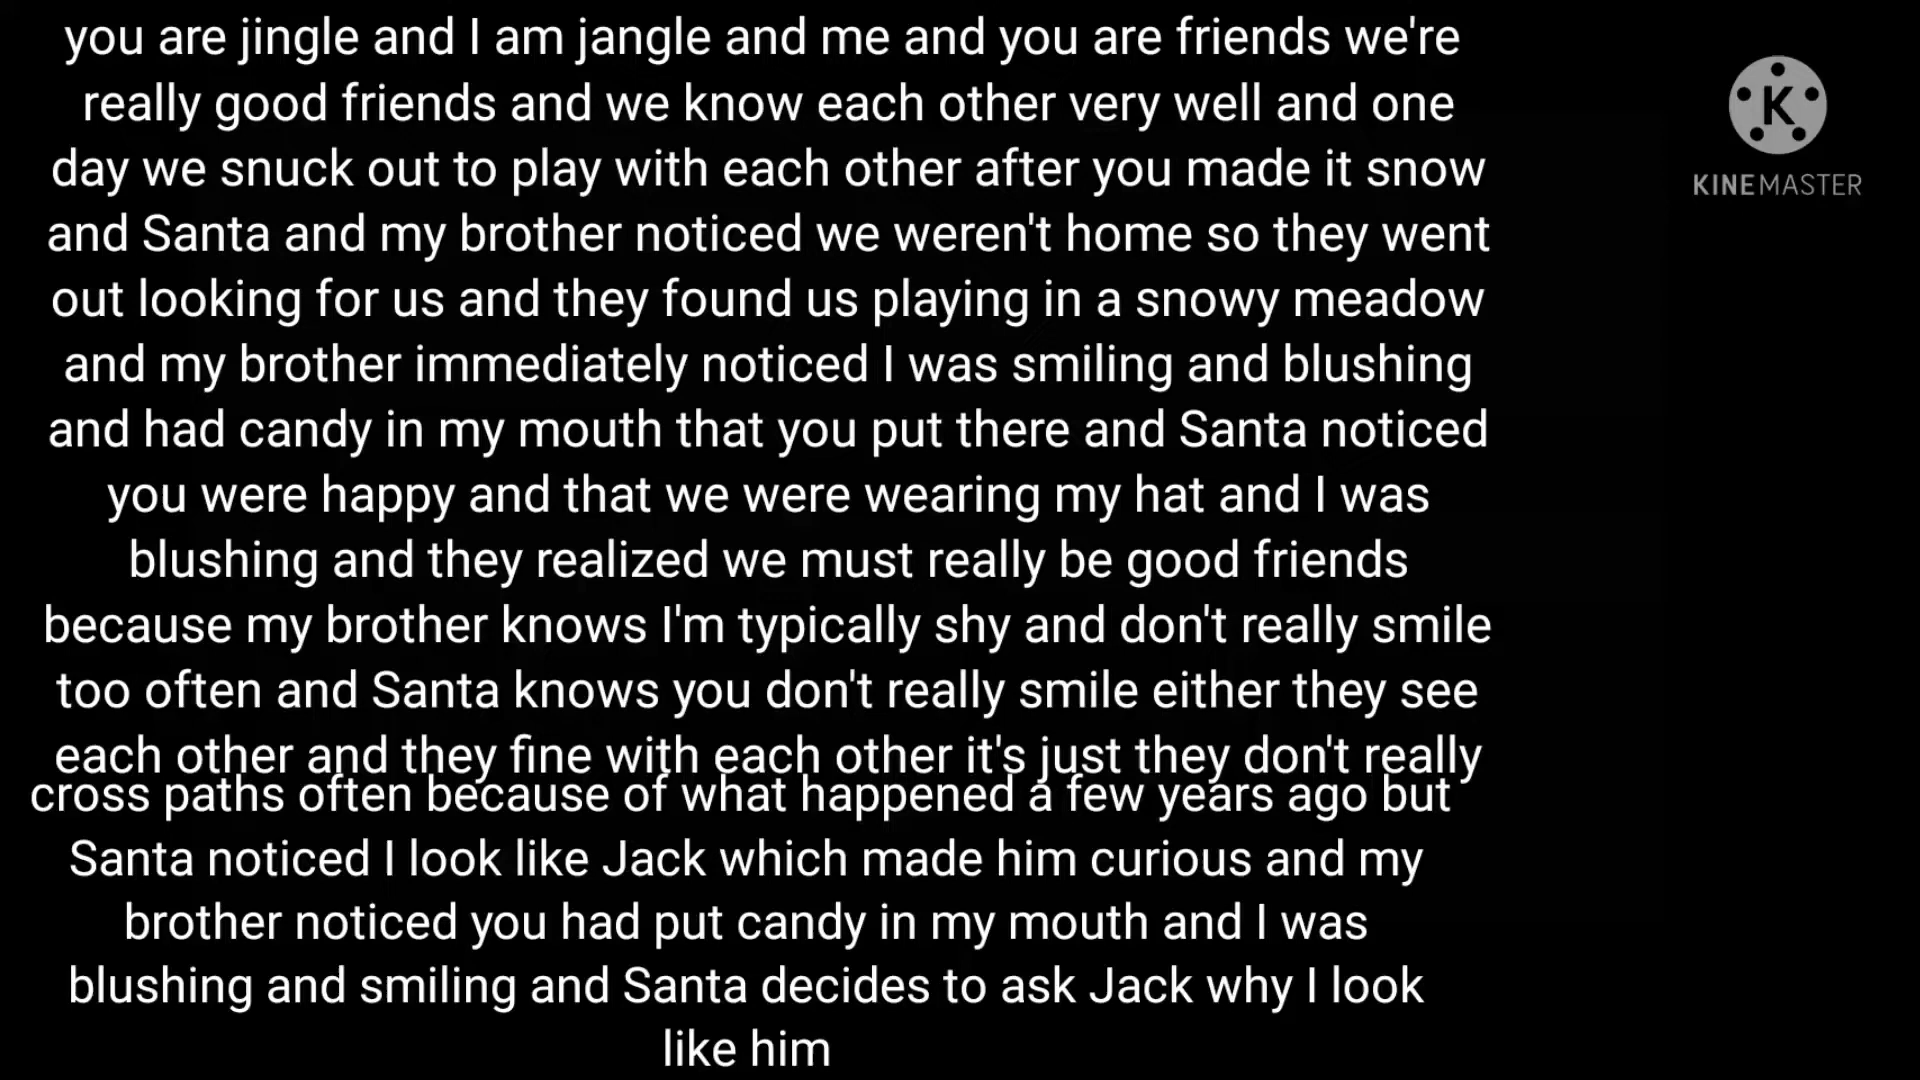 you are jingle and I am jangle and me and you are friends we're
really good friends and we know each other very well and one
day we snuck out to play with each other after you made it snow
and Santa and my brother noticed we weren't home so they went
out looking for us and they found us playing in a snowy meadow
and my brother immediately noticed I was smiling and blushing
and had candy in my mouth that you put there and Santa noticed
you were happy and that we were wearing my hat and I was
blushing and they realized we must really be good friends
because my brother knows I'm typically shy and don't really smile
too often and Santa knows you don't really smile either they see
each other and they fine with each other it's just they don't really
cross paths often because of what happened a few years ago but
Santa noticed I look like Jack which made him curious and my
brother noticed you had put candy in my mouth and I was
blushing and smiling and Santa decides to ask Jack why I look
like him
K
KINEMASTER